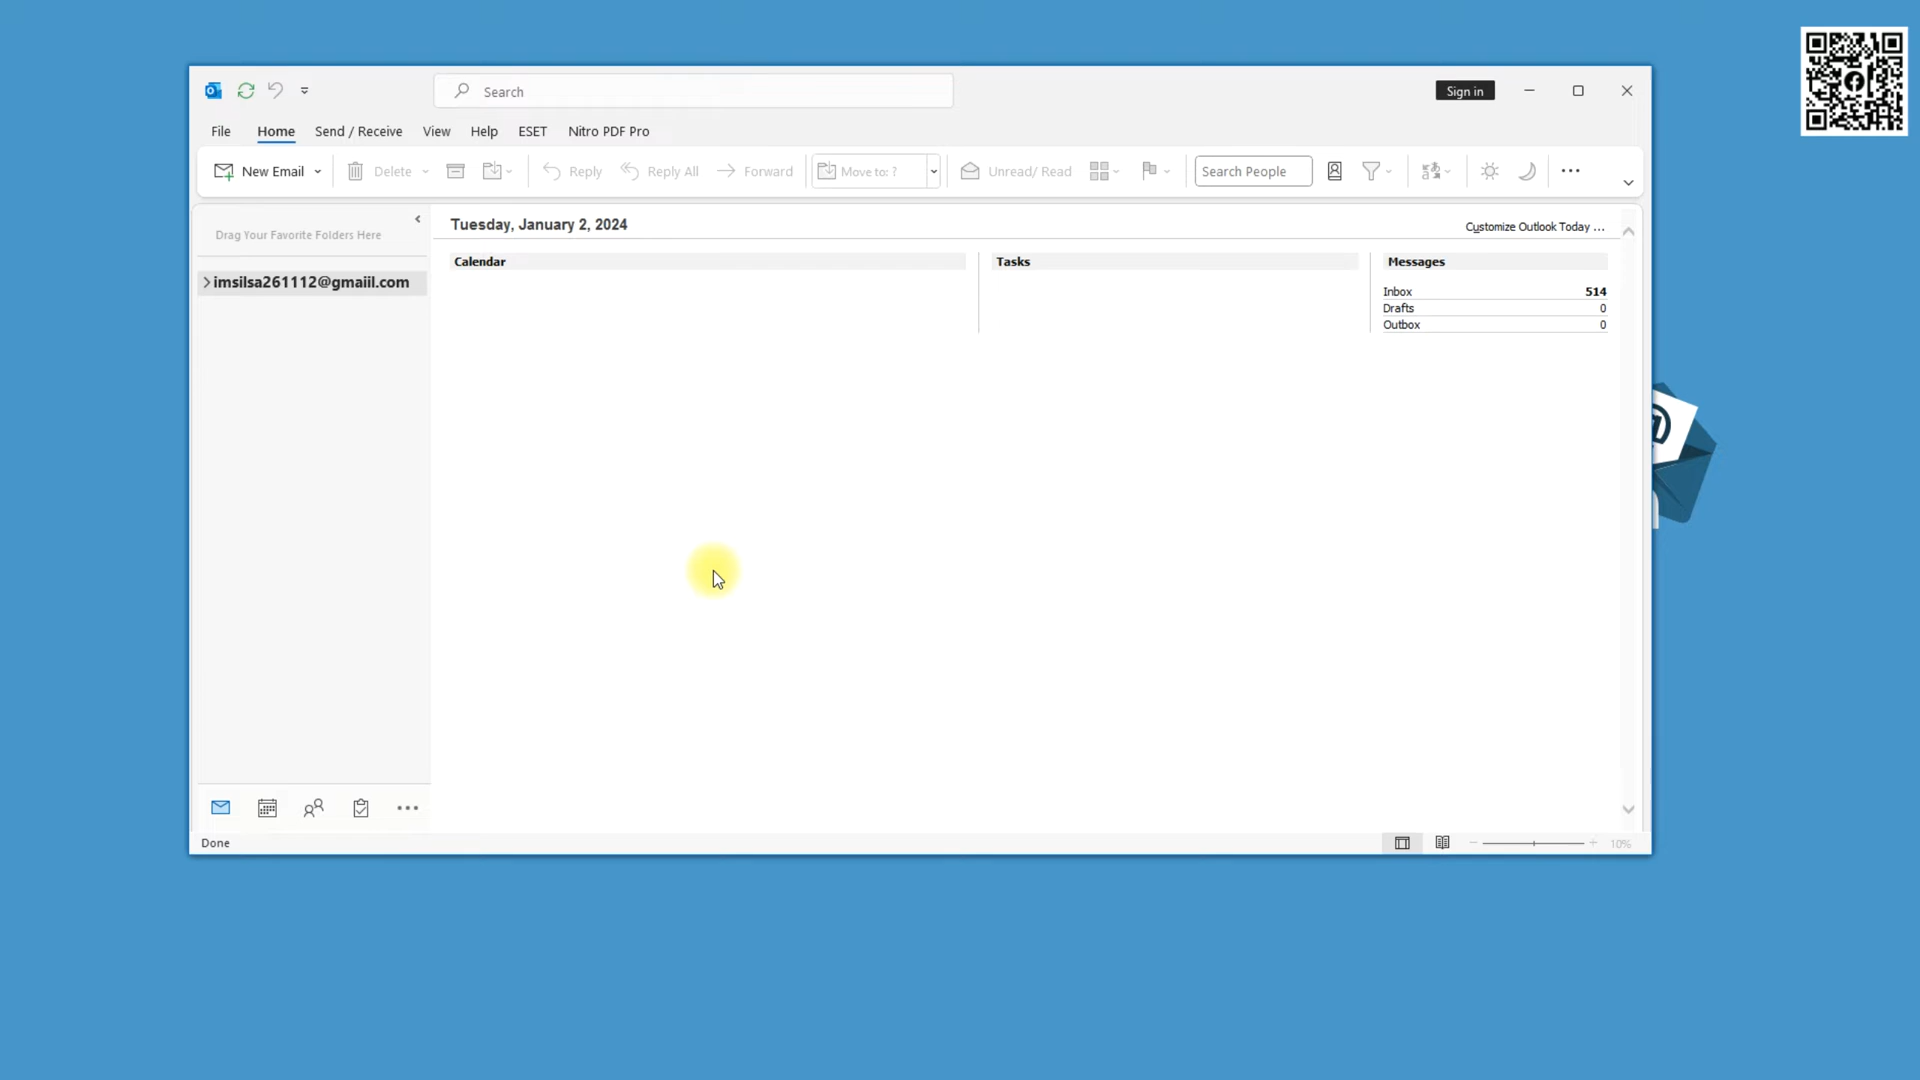 Search
Sign in
File Home Send / Receive View Help ESET Nitro PDF Pro
New Email Delete Reply Reply All Forward Move to: ? Unread/ Read Search People
Drag Your Favorite Folders Here
imsilsa261112@gmaiil.com
Tuesday, January 2, 2024
Customize Outlook Today ...
Calendar
Tasks
Messages
Inbox 514
Drafts 0
Outbox 0
@
Done
10%